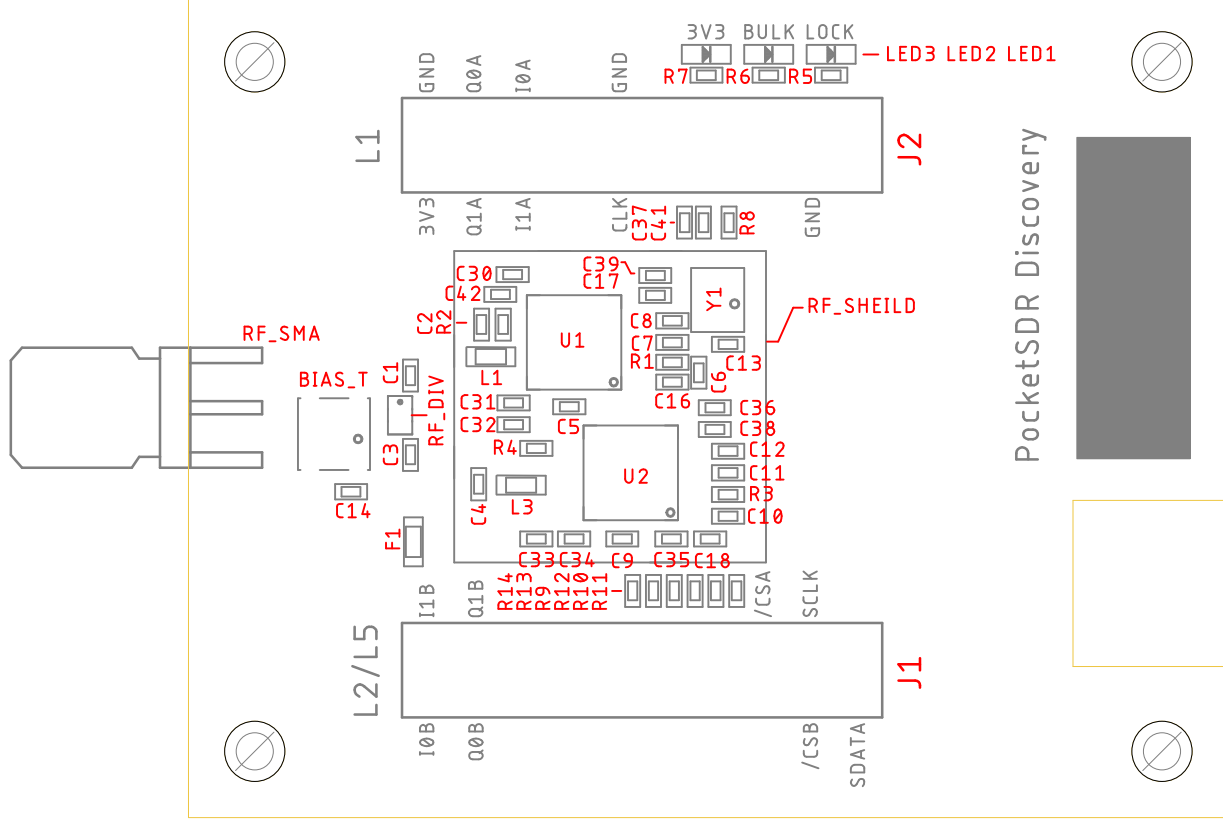 3V3 BULK LOCK
LED3 LED2 LED1
R7 R6 R5
GND Q0A I0A GND
L1
J2
3V3 Q1A I1A CLK GND
C37
C41
R8
PocketSDR Discovery
C30
C42
C39
C17
Y1
RF_SHEILD
C2
R2
U1
C8
C7
R1
C13
C6
L1
C16
RF_SMA
BIAS_T
C1
RF_DIV
C31
C32
C5
C36
C38
C3
R4
U2
C12
C11
R3
C10
C14
C4
L3
F1
C33 C34 C9 C35 C18
R14
R13
R9
R12
R10
R11
I1B Q1B /CSA SCLK
L2/L5
J1
I0B Q0B /CSB SDATA